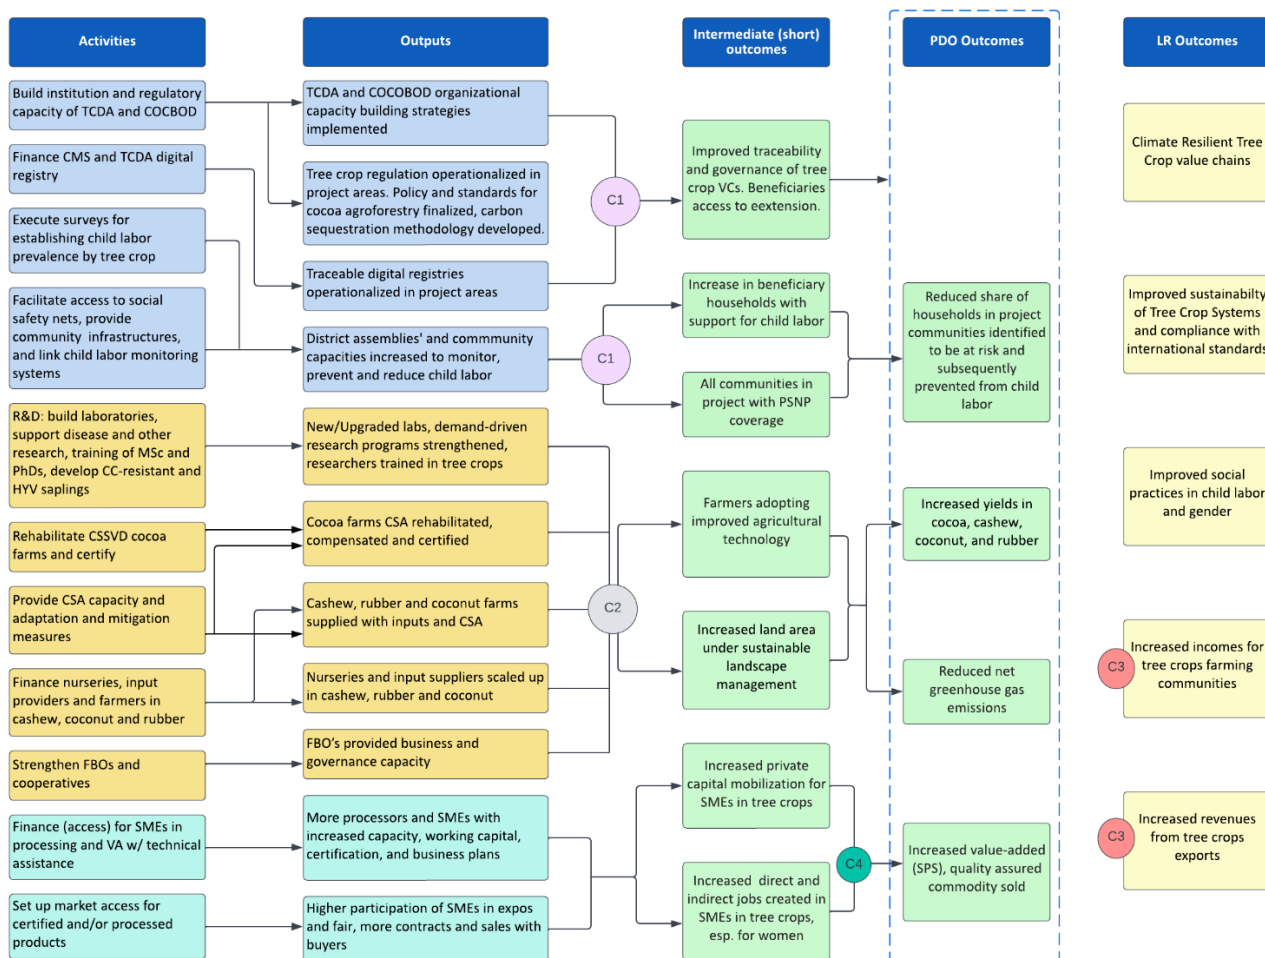 Activities
Outputs
Intermediate (short)
outcomes
PDO Outcomes
LR Outcomes
Build institution and regulatory
capacity of TCDA and COCBOD
Finance CMS and TCDA digital
registry
Execute surveys for
establishing child labor
prevalence by tree crop
Facilitate access to social
safety nets, provide
community infrastructures,
and link child labor monitoring
systems
R&D: build laboratories,
support disease and other
research, training of MSc and
PhDs, develop CC-resistant and
HYV saplings
Rehabilitate CSSVD cocoa
farms and certify
Provide CSA capacity and
adaptation and mitigation
measures
Finance nurseries, input
providers and farmers in
cashew, coconut and rubber
Strengthen FBOs and
cooperatives
Finance (access) for SMEs in
processing and VA w/ technical
assistance
Set up market access for
certified and/or processed
products
TCDA and COCOBOD organizational
capacity building strategies
implemented
Tree crop regulation operationalized in
project areas. Policy and standards for
cocoa agroforestry finalized, carbon
sequestration methodology developed.
Traceable digital registries
operationalized in project areas
District assemblies' and commmunity
capacities increased to monitor,
prevent and reduce child labor
New/Upgraded labs, demand-driven
research programs strengthened,
researchers trained in tree crops
Cocoa farms CSA rehabilitated,
compensated and certified
Cashew, rubber and coconut farms
supplied with inputs and CSA
Nurseries and input suppliers scaled up
in cashew, rubber and coconut
FBO's provided business and
governance capacity
More processors and SMEs with
increased capacity, working capital,
certification, and business plans
Higher participation of SMEs in expos
and fair, more contracts and sales with
buyers
C1
C1
C2
Improved traceability
and governance of tree
crop VCs. Beneficiaries
access to eextension.
Increase in beneficiary
households with
support for child labor
All communities in
project with PSNP
coverage
Farmers adopting
improved agricultural
technology
Increased land area
under sustainable
landscape
management
Increased private
capital mobilization for
SMEs in tree crops
Increased direct and
indirect jobs created in
SMEs in tree crops,
esp. for women
C4
Reduced share of
households in project
communities identified
to be at risk and
subsequently
prevented from child
labor
Increased yields in
cocoa, cashew,
coconut, and rubber
Reduced net
greenhouse gas
emissions
Increased value-added
(SPS), quality assured
commodity sold
Climate Resilient Tree
Crop value chains
Improved sustainabilty
of Tree Crop Systems
and compliance with
international standards
Improved social
practices in child labor
and gender
C3
Increased incomes for
tree crops farming
communities
C3
Increased revenues
from tree crops
exports